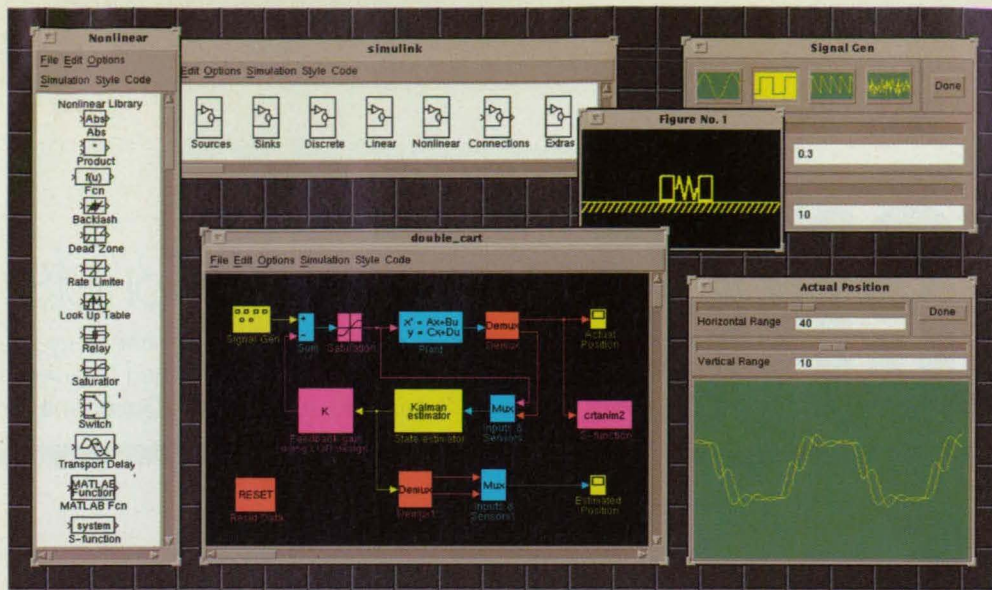 Nonlinear
File Edit Options
Simulation Style Code
Nonlinear Library
Abs
Abs
*
Product
f(u)
Fcn
Backlash
Dead Zone
Rate Limiter
Look Up Table
Relay
Saturation
Switch
Transport Delay
MATLAB
Function
MATLAB Fcn
system
S-function
simulink
Edit Options Simulation Style Code
Sources Sinks Discrete Linear Nonlinear Connections Extras
Signal Gen
Done
0.3
10
Figure No. 1
double_cart
File Edit Options Simulation Style Code
Signal Gen
+
-
Sum
Saturation
x' = Ax+Bu
y = Cx+Du
Plant
Demux
Demux
Actual
Position
K
Feedback gain
Kalman
estimator
State estimator
Mux
Inputs &
Sensors
crtanim2
S-function
RESET
Demux
Mux
Inputs &
Sensors1
Estimated
Position
Actual Position
Horizontal Range 40
Done
Vertical Range 10